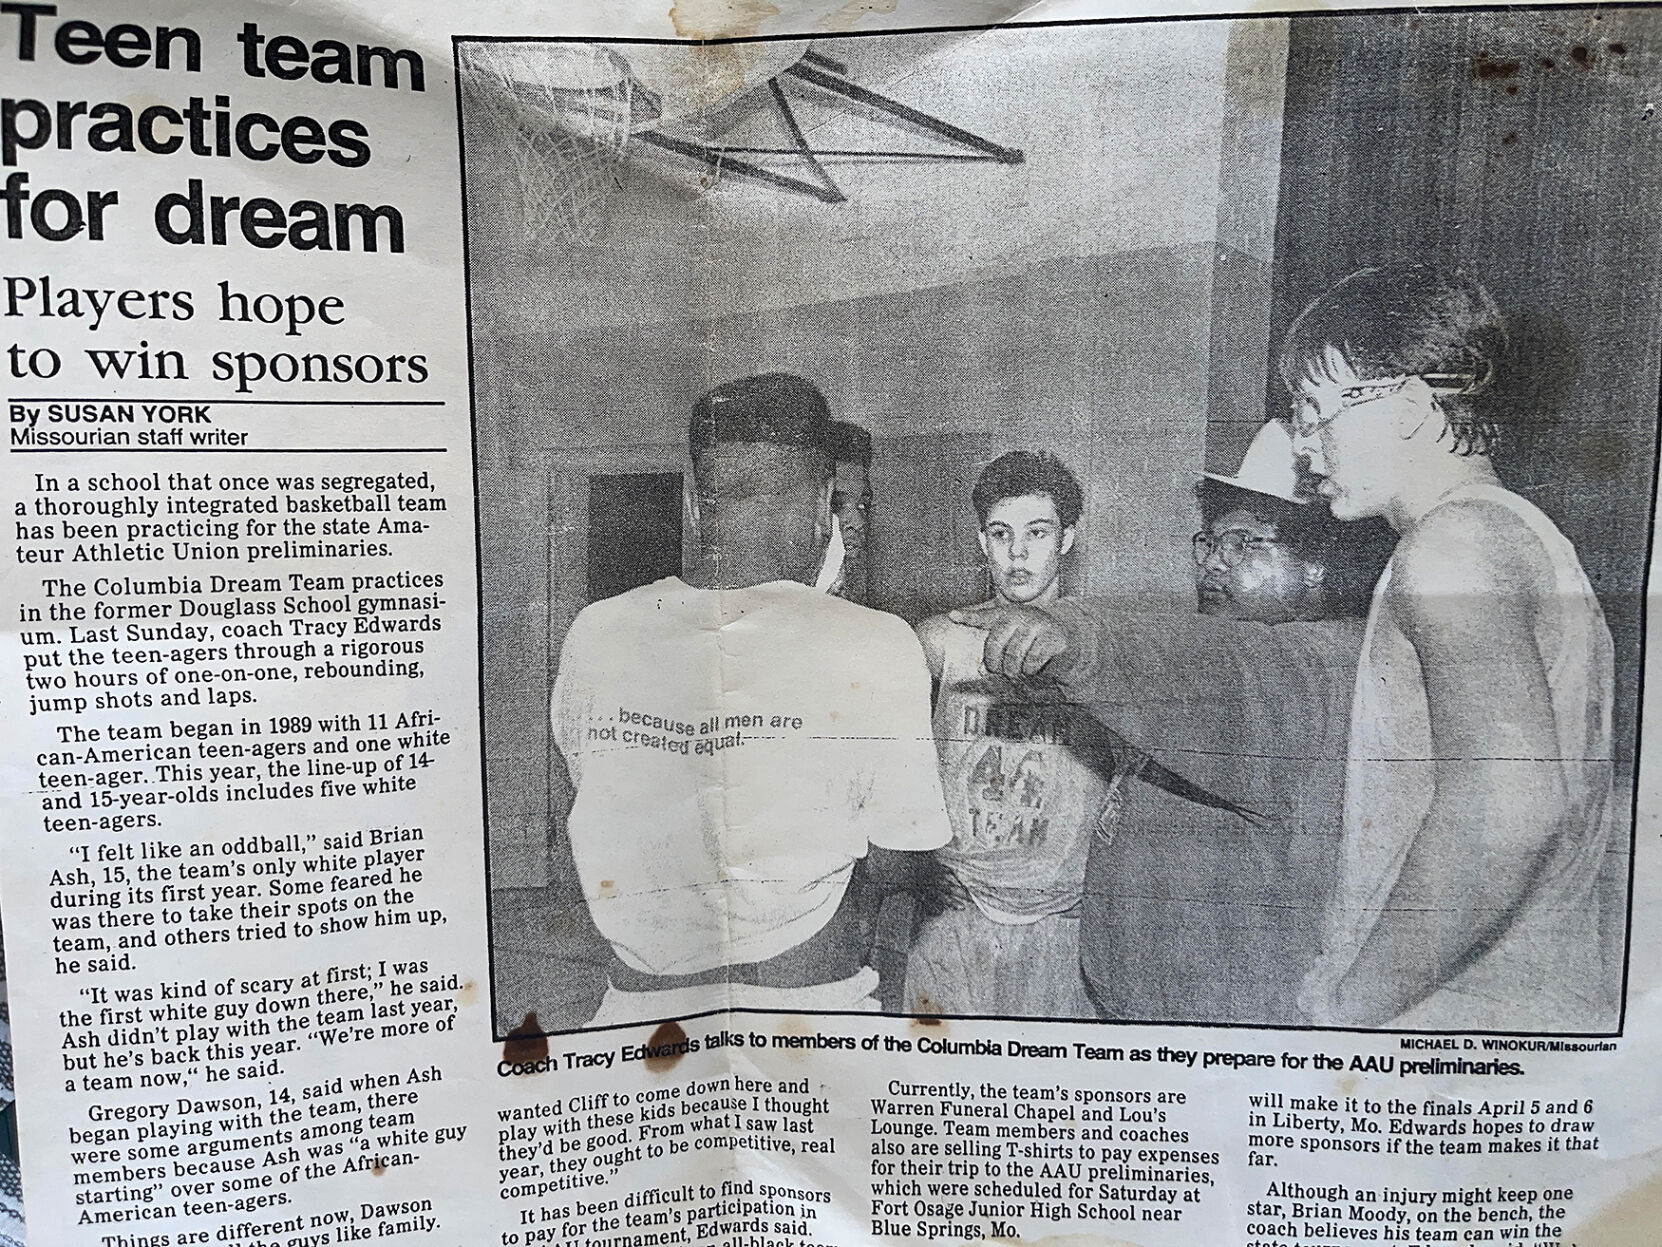 Teen team
practices
for dream
Players hope
to win sponsors
By SUSAN YORK
Missourian staff writer
In a school that once was segregated,
a thoroughly integrated basketball team
has been practicing for the state Ama-
teur Athletic Union preliminaries.
The Columbia Dream Team practices
in the former Douglass School gymnasi-
um. Last Sunday, coach Tracy Edwards
put the teen-agers through a rigorous
two hours of one-on-one, rebounding,
jump shots and laps.
The team began in 1989 with 11 Afri-
can-American teen-agers and one white
teen-ager. This year, the line-up of 14-
and 15-year-olds includes five white
teen-agers.
"I felt like an oddball," said Brian
Ash, 15, the team's only white player
during its first year. Some feared he
was there to take their spots on the
team, and others tried to show him up,
he said.
"It was kind of scary at first; I was
the first white guy down there," he said.
Ash didn't play with the team last year,
but he's back this year. "We're more of
a team now," he said.
Gregory Dawson, 14, said when Ash
began playing with the team, there
were some arguments among team
members because Ash was "a white guy
starting" over some of the African-
American teen-agers.
Things are different now, Dawson
the guys like family.
... because all men are
not created equal.
DREAM
44
TEAM
MICHAEL D. WINOKUR/Missourian
Coach Tracy Edwards talks to members of the Columbia Dream Team as they prepare for the AAU preliminaries.
wanted Cliff to come down here and
play with these kids because I thought
they'd be good. From what I saw last
year, they ought to be competitive, real
competitive."
It has been difficult to find sponsors
to pay for the team's participation in
tournament, Edwards said.
all-black
Currently, the team's sponsors are
Warren Funeral Chapel and Lou's
Lounge. Team members and coaches
also are selling T-shirts to pay expenses
for their trip to the AAU preliminaries,
which were scheduled for Saturday at
Fort Osage Junior High School near
Blue Springs, Mo.
will make it to the finals April 5 and 6
in Liberty, Mo. Edwards hopes to draw
more sponsors if the team makes it that
far.
Although an injury might keep one
star, Brian Moody, on the bench, the
coach believes his team can win the